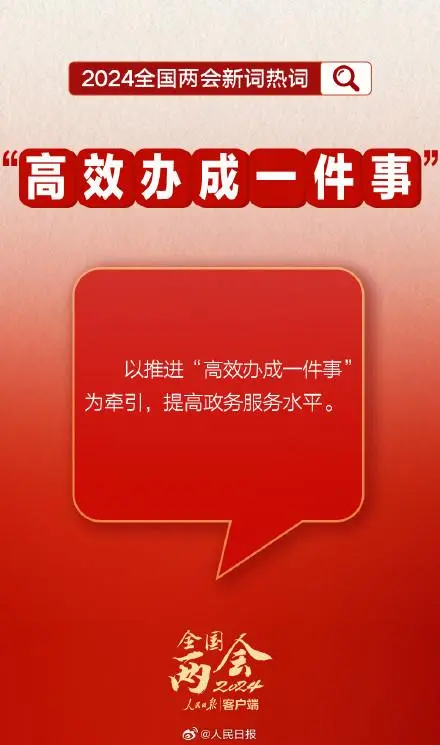 2024全国两会新词热词
“高效办成一件事”
以推进“高效办成一件事”
为牵引，提高政务服务水平。
全国
两会
2024
人民日报|客户端
@人民日报